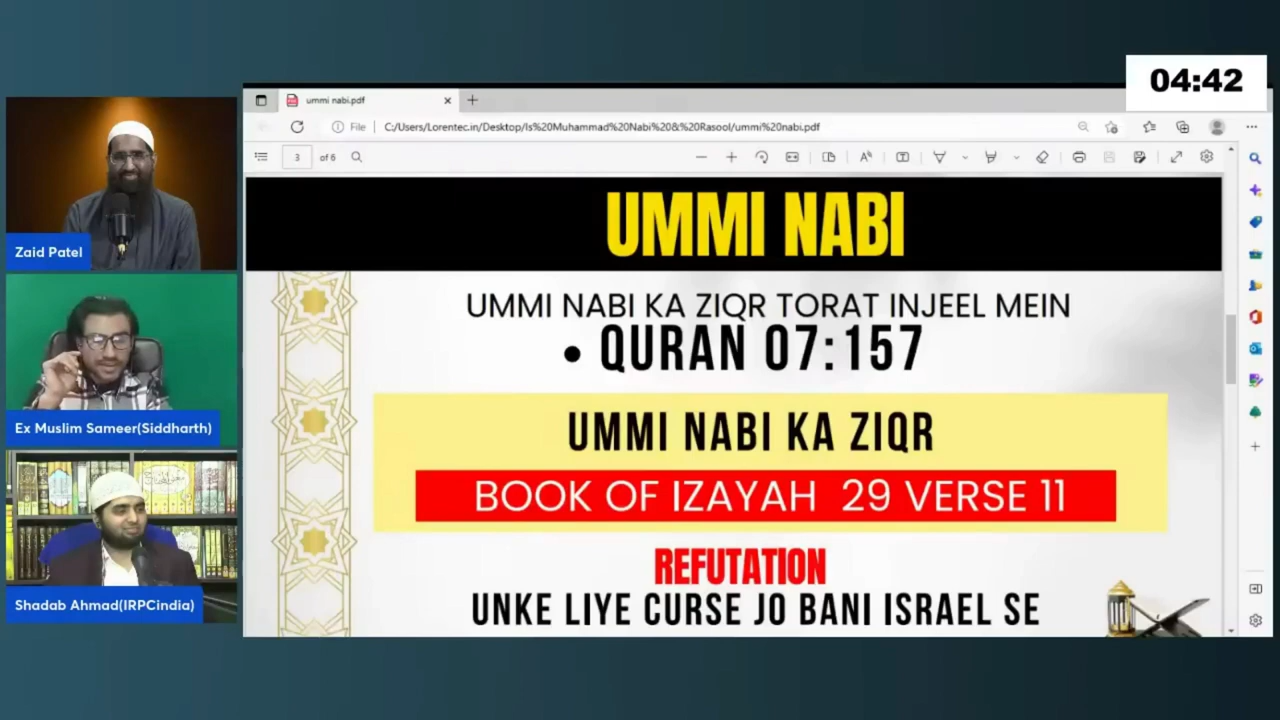 04:42
ummi nabi.pdf
File
C:/Users/Lorentec.in/Desktop/Is%20Muhammad%20Nabi%20&%20Rasool/ummi%20nabi.pdf
3 of 6
UMMI NABI
UMMI NABI KA ZIQR TORAT INJEEL MEIN
• QURAN 07:157
UMMI NABI KA ZIQR
BOOK OF IZAYAH 29 VERSE 11
REFUTATION
UNKE LIYE CURSE JO BANI ISRAEL SE
Zaid Patel
Ex Muslim Sameer(Siddharth)
Shadab Ahmad(IRPCindia)